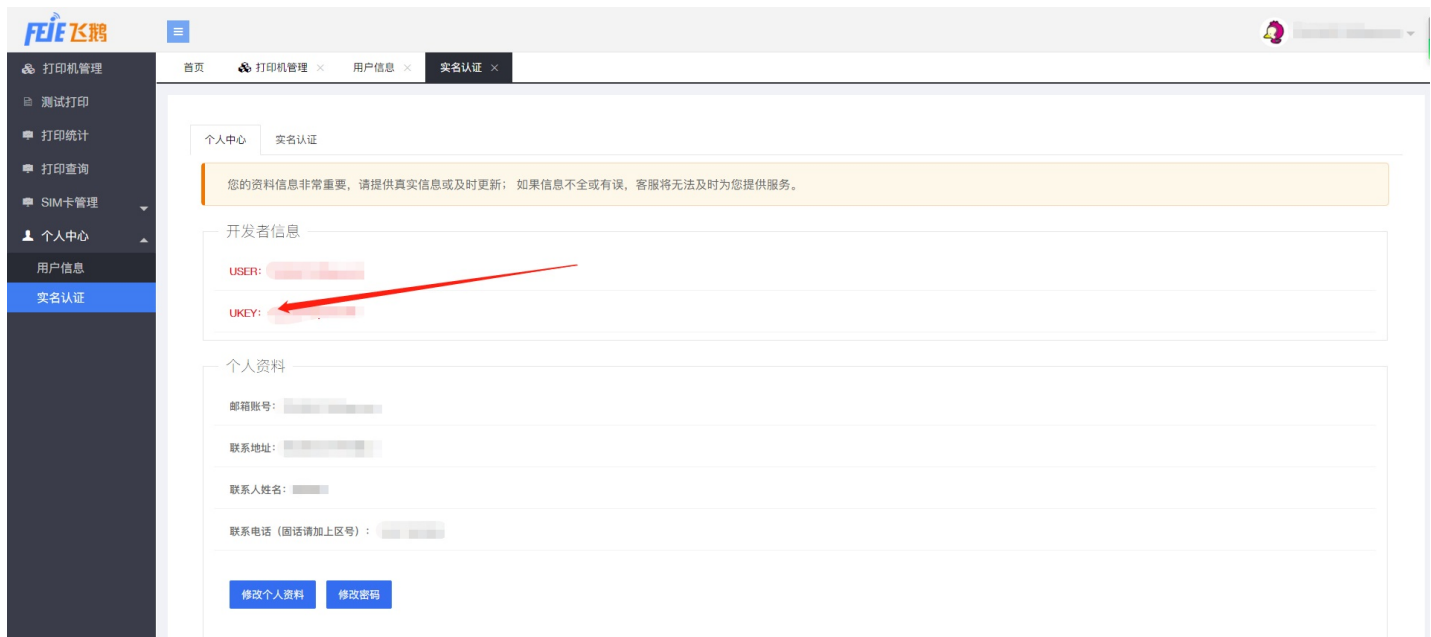 FEIE 飞鹅
打印机管理
测试打印
打印统计
打印查询
SIM卡管理
个人中心
用户信息
实名认证
首页 打印机管理 × 用户信息 × 实名认证 ×
个人中心 实名认证
您的资料信息非常重要，请提供真实信息或及时更新； 如果信息不全或有误，客服将无法及时为您提供服务。
开发者信息
USER:
UKEY:
个人资料
邮箱账号：
联系地址：
联系人姓名：
联系电话（固话请加上区号）：
修改个人资料 修改密码